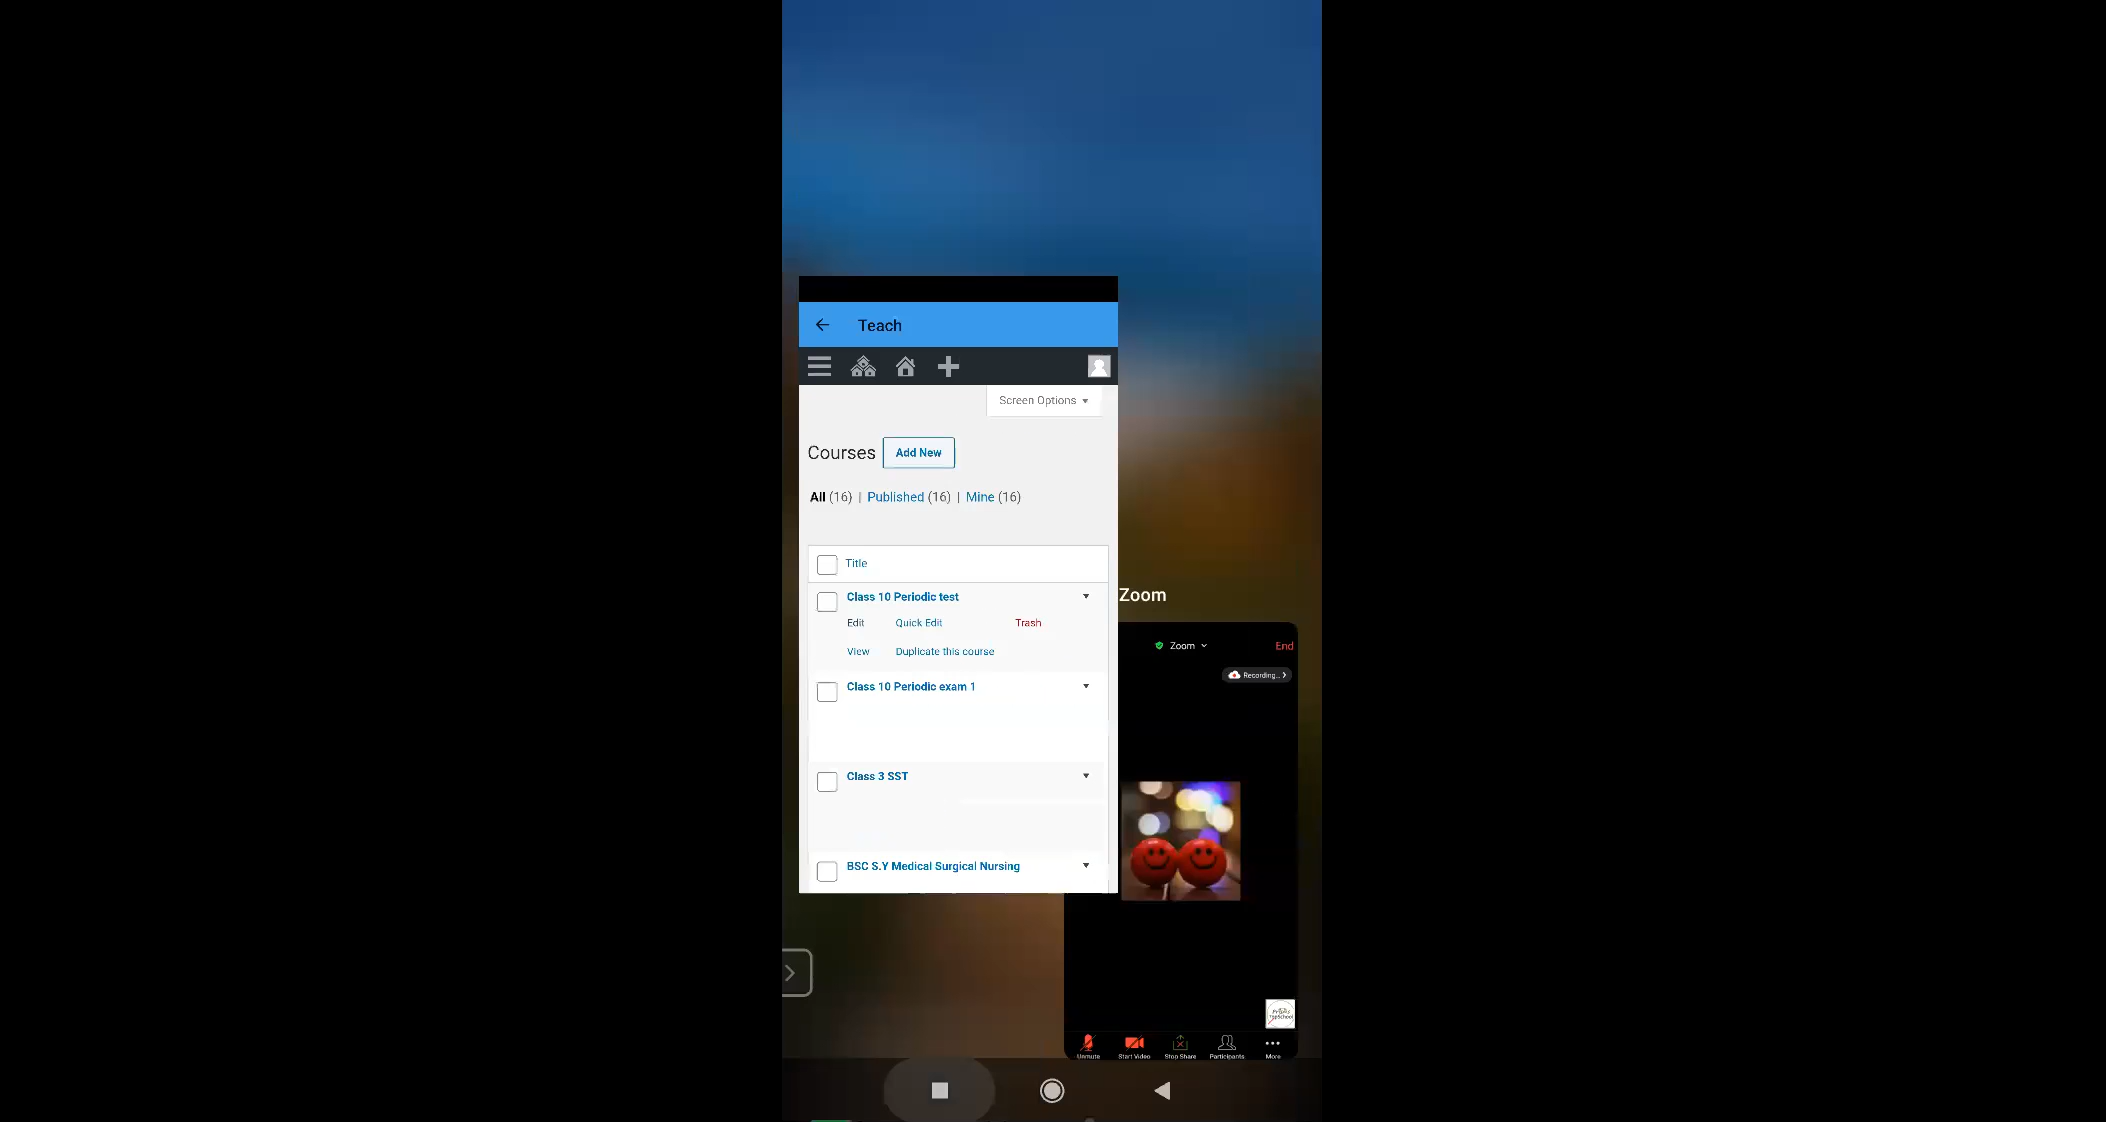 Teach
Screen Options
Courses Add New
All (16) | Published (16) | Mine (16)
Title
Class 10 Periodic test
Edit Quick Edit Trash
View Duplicate this course
Class 10 Periodic exam 1
Class 3 SST
BSC S.Y Medical Surgical Nursing
Zoom
Zoom End
Recording...
Unmute Start Video Stop Share Participants More